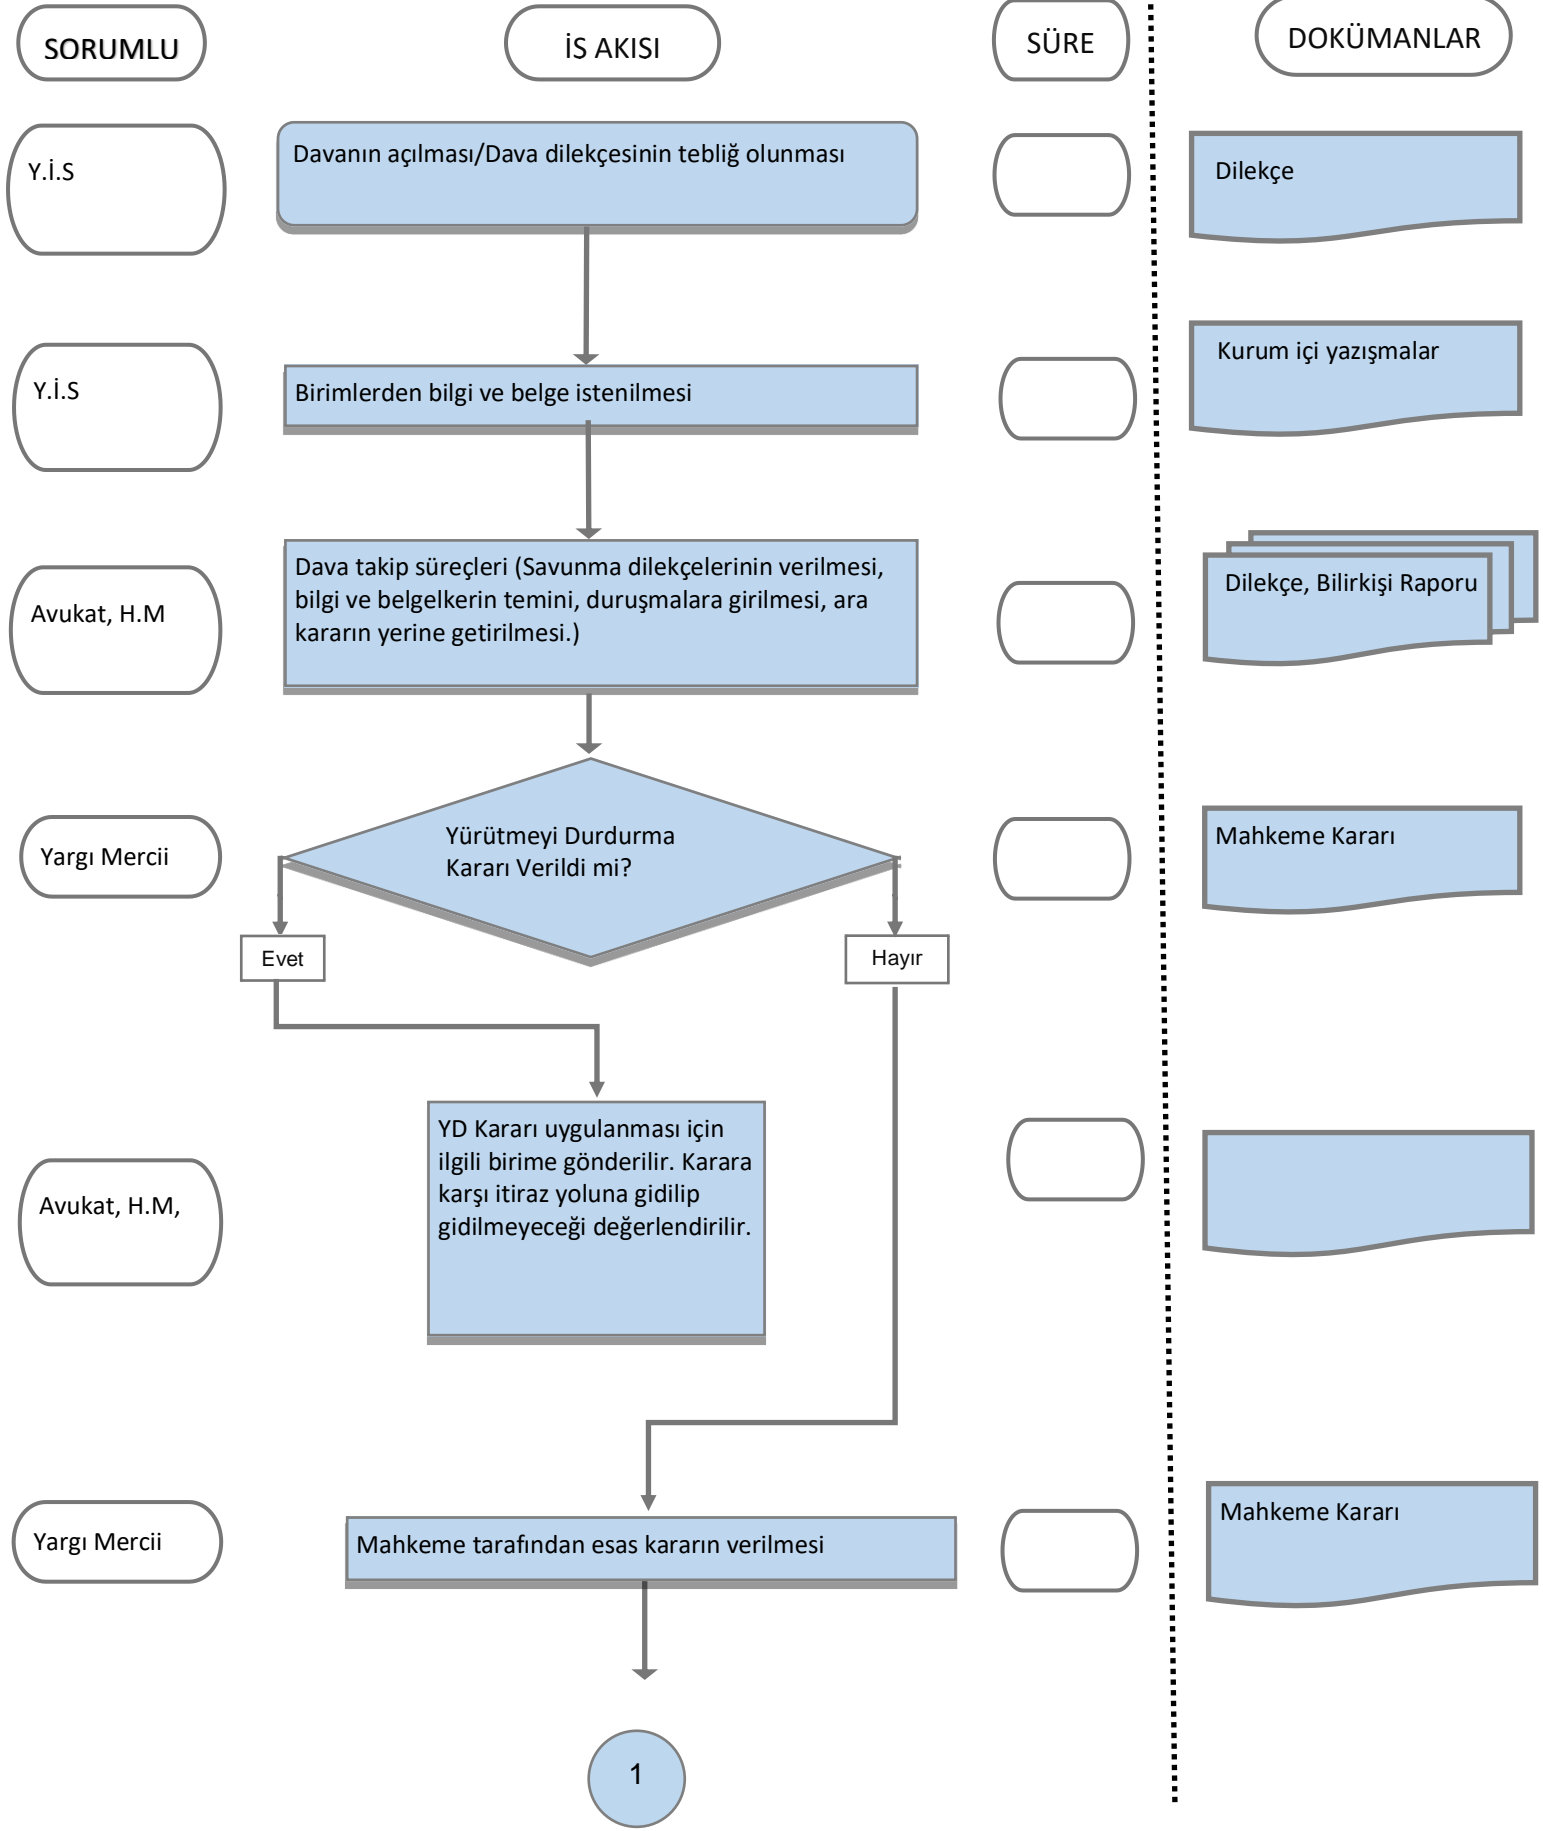 SORUMLU
İS AKISI
SÜRE
DOKÜMANLAR
Y.İ.S
Davanın açılması/Dava dilekçesinin tebliğ olunması
Dilekçe
Y.İ.S
Birimlerden bilgi ve belge istenilmesi
Kurum içi yazışmalar
Avukat, H.M
Dava takip süreçleri (Savunma dilekçelerinin verilmesi,
bilgi ve belgelkerin temini, duruşmalara girilmesi, ara
kararın yerine getirilmesi.)
Dilekçe, Bilirkişi Raporu
Yargı Mercii
Yürütmeyi Durdurma
Kararı Verildi mi?
Mahkeme Kararı
Evet
Hayır
Avukat, H.M,
YD Kararı uygulanması için
ilgili birime gönderilir. Karara
karşı itiraz yoluna gidilip
gidilmeyeceği değerlendirilir.
Yargı Mercii
Mahkeme tarafından esas kararın verilmesi
Mahkeme Kararı
1